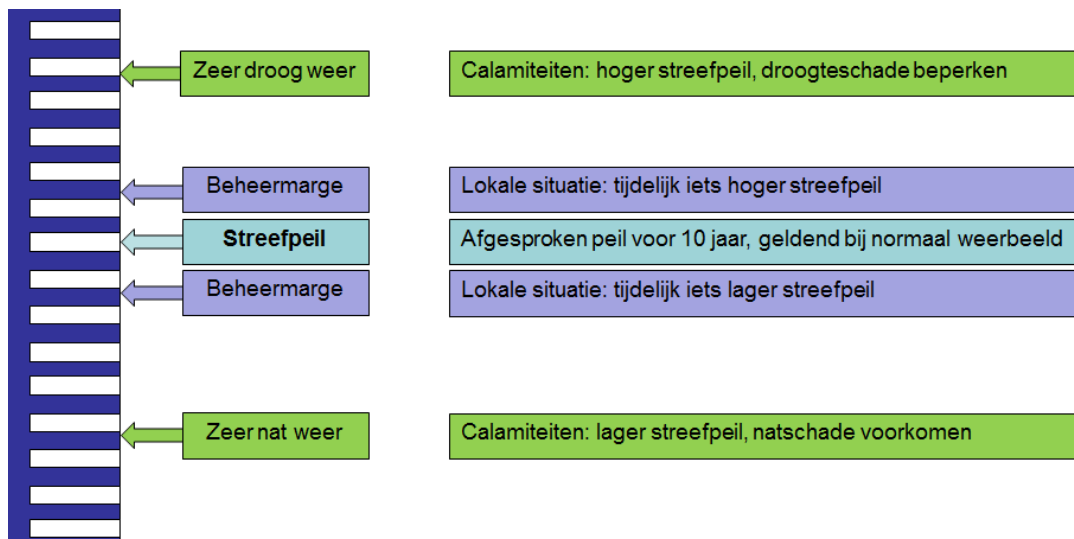 Zeer droog weer
Calamiteiten: hoger streefpeil, droogteschade beperken
Beheermarge
Lokale situatie: tijdelijk iets hoger streefpeil
Streefpeil
Afgesproken peil voor 10 jaar, geldend bij normaal weerbeeld
Beheermarge
Lokale situatie: tijdelijk iets lager streefpeil
Zeer nat weer
Calamiteiten: lager streefpeil, natschade voorkomen